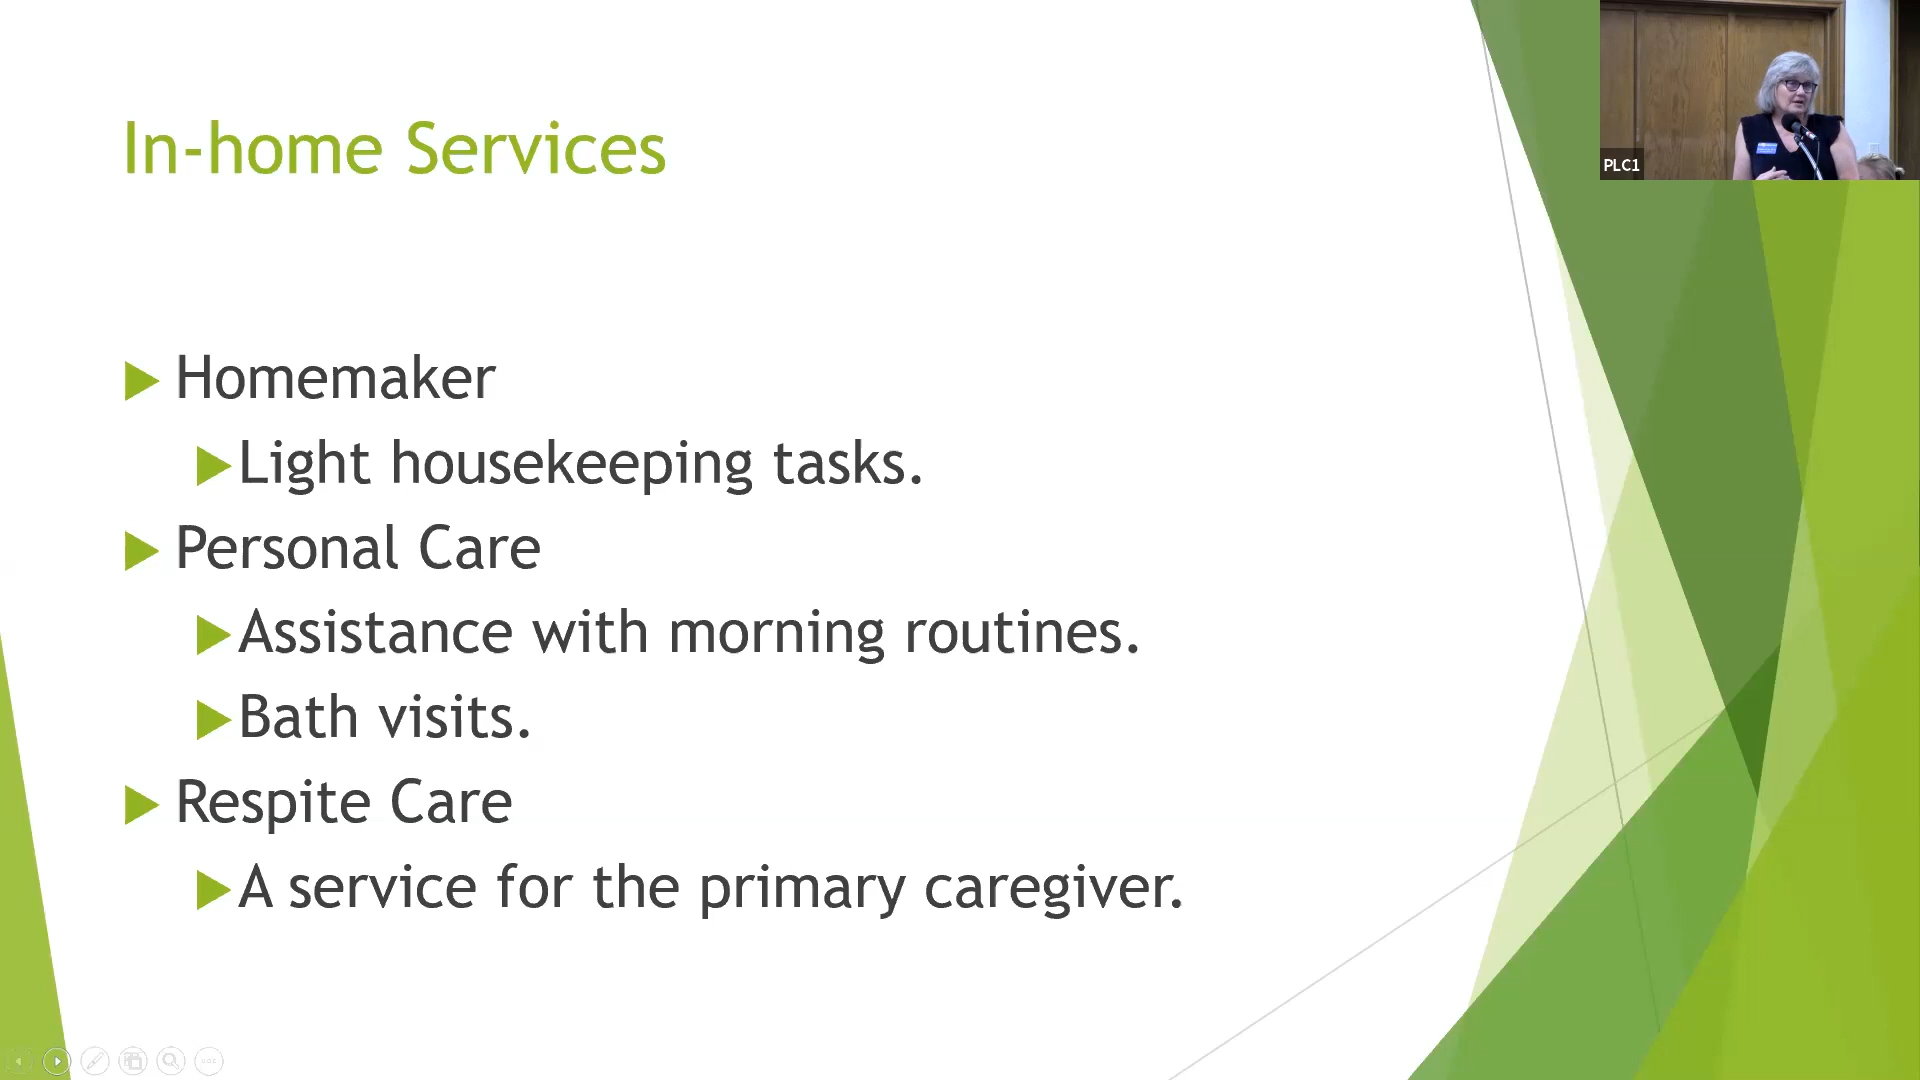 In-home Services
PLC1
Homemaker
Light housekeeping tasks.
Personal Care
Assistance with morning routines.
Bath visits.
Respite Care
A service for the primary caregiver.